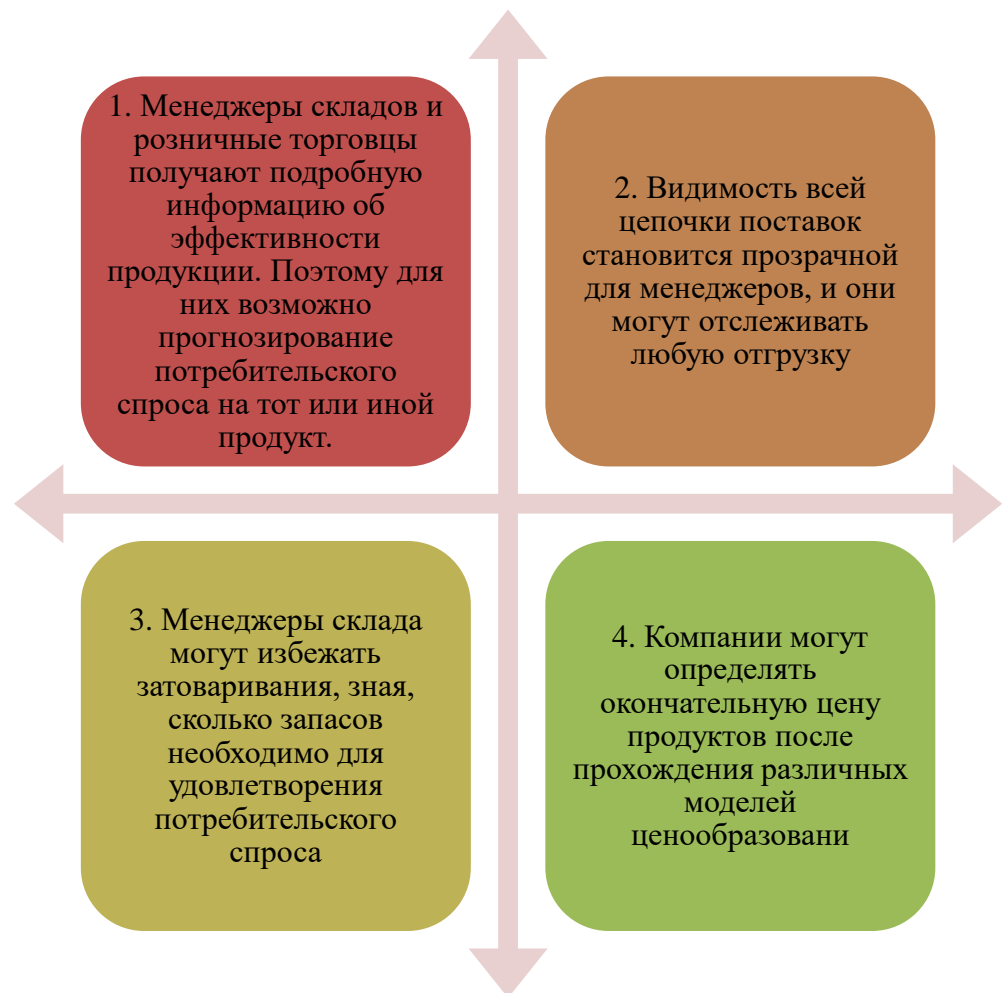 1. Менеджеры складов и
розничные торговцы
получают подробную
информацию об
эффективности
продукции. Поэтому для
них возможно
прогнозирование
потребительского
спроса на тот или иной
продукт.
2. Видимость всей
цепочки поставок
становится прозрачной
для менеджеров, и они
могут отслеживать
любую отгрузку
3. Менеджеры склада
могут избежать
затоваривания, зная,
сколько запасов
необходимо для
удовлетворения
потребительского
спроса
4. Компании могут
определять
окончательную цену
продуктов после
прохождения различных
моделей
ценообразовани